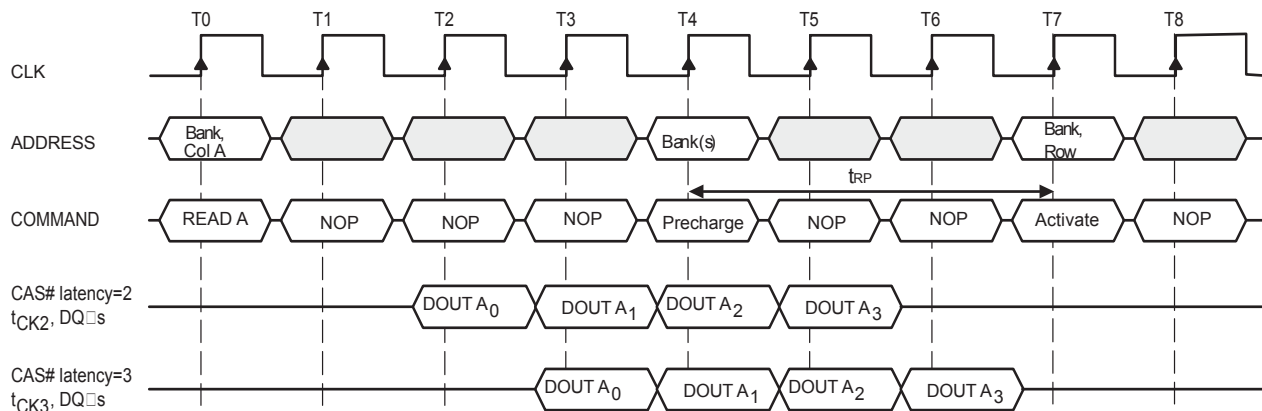 T0 T1 T2 T3 T4 T5 T6 T7 T8
CLK
ADDRESS Bank, Col A Bank(s) Bank, Row
tRP
COMMAND READ A NOP NOP NOP Precharge NOP NOP Activate NOP
CAS# latency=2
tCK2, DQ□s
DOUT A0 DOUT A1 DOUT A2 DOUT A3
CAS# latency=3
tCK3, DQ□s
DOUT A0 DOUT A1 DOUT A2 DOUT A3